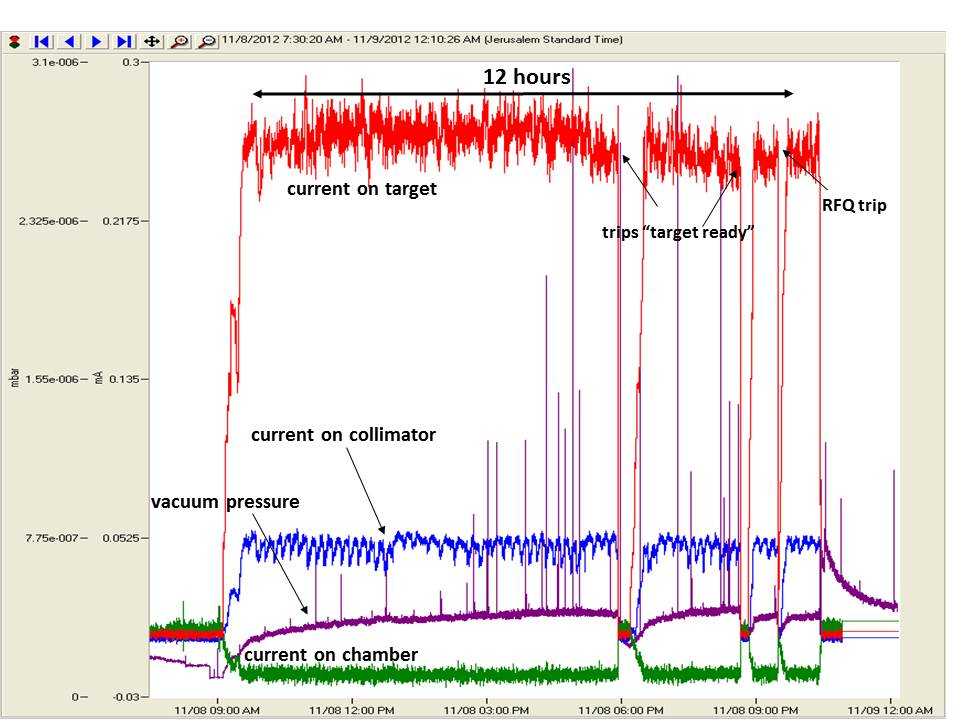 11/8/2012 7:30:20 AM - 11/9/2012 12:10:26 AM (Jerusalem Standard Time)
3.1e-006
0.3
12 hours
current on target
2.325e-006
0.2175
RFQ trip
trips “target ready”
mbar
1.55e-006
mA
0.135
current on collimator
vacuum pressure
7.75e-007
0.0525
current on chamber
0
-0.03
11/08 09:00 AM
11/08 12:00 PM
11/08 03:00 PM
11/08 06:00 PM
11/08 09:00 PM
11/09 12:00 AM